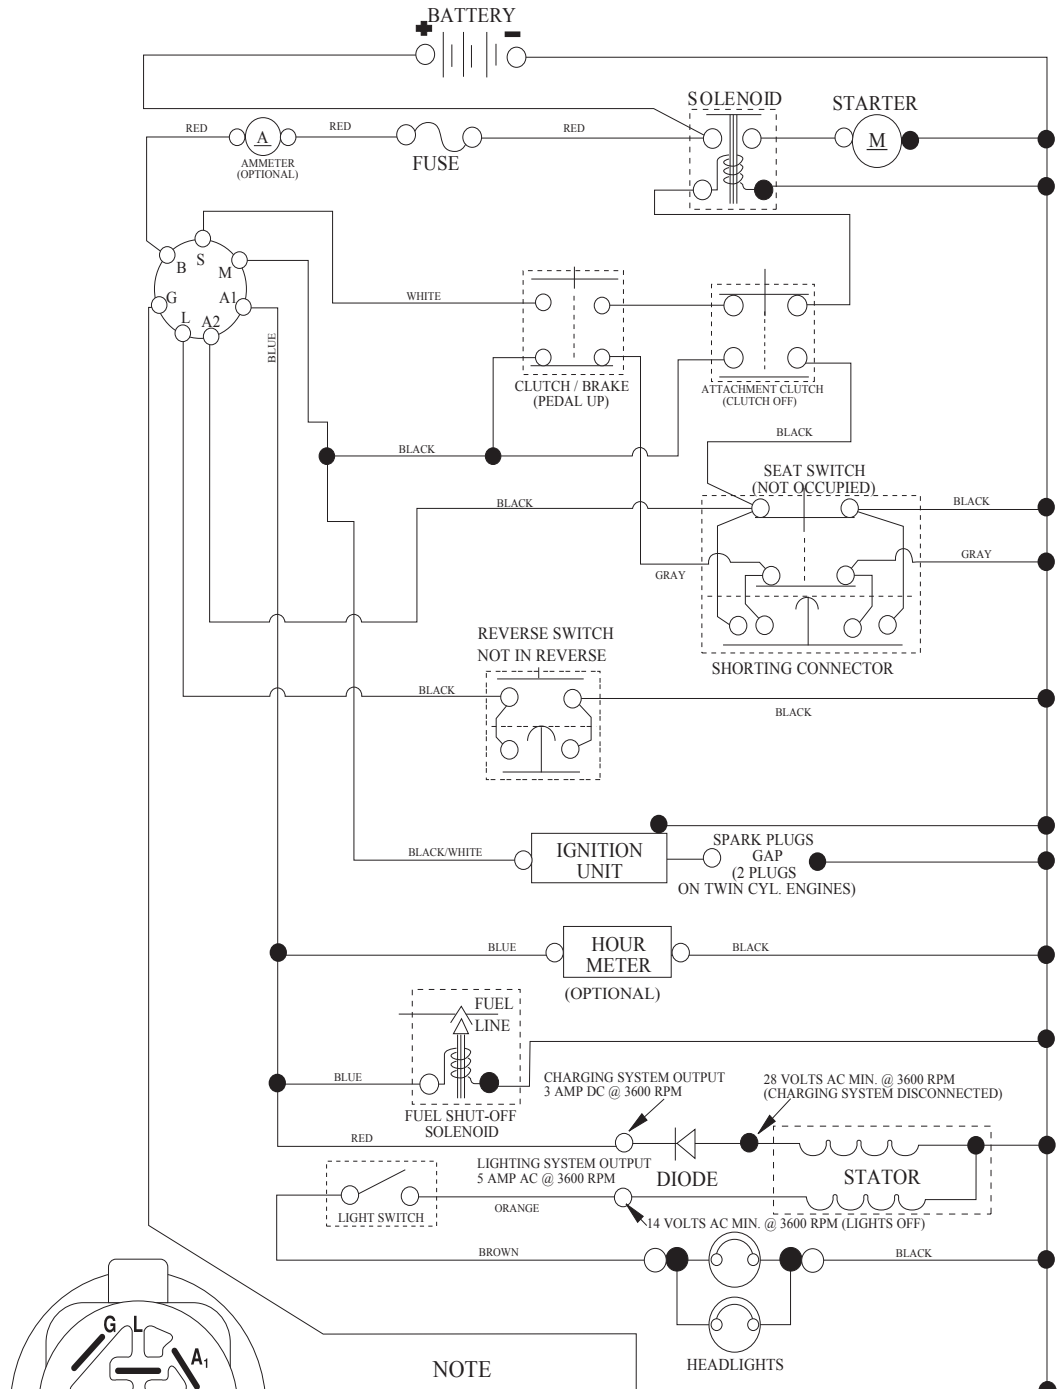 BATTERY
SOLENOID
STARTER
RED
RED
RED
A
M
AMMETER
(OPTIONAL)
FUSE
S
B
M
G
A1
L
A2
BLUE
WHITE
CLUTCH / BRAKE
(PEDAL UP)
ATTACHMENT CLUTCH
(CLUTCH OFF)
BLACK
BLACK
SEAT SWITCH
(NOT OCCUPIED)
BLACK
BLACK
GRAY
GRAY
SHORTING CONNECTOR
REVERSE SWITCH
NOT IN REVERSE
BLACK
BLACK
BLACK/WHITE
IGNITION
UNIT
SPARK PLUGS
GAP
(2 PLUGS
ON TWIN CYL. ENGINES)
BLUE
HOUR
METER
BLACK
(OPTIONAL)
FUEL
LINE
BLUE
FUEL SHUT-OFF
SOLENOID
CHARGING SYSTEM OUTPUT
3 AMP DC @ 3600 RPM
28 VOLTS AC MIN. @ 3600 RPM
(CHARGING SYSTEM DISCONNECTED)
RED
DIODE
STATOR
LIGHTING SYSTEM OUTPUT
5 AMP AC @ 3600 RPM
LIGHT SWITCH
ORANGE
14 VOLTS AC MIN. @ 3600 RPM (LIGHTS OFF)
BROWN
BLACK
HEADLIGHTS
G L
A1
NOTE